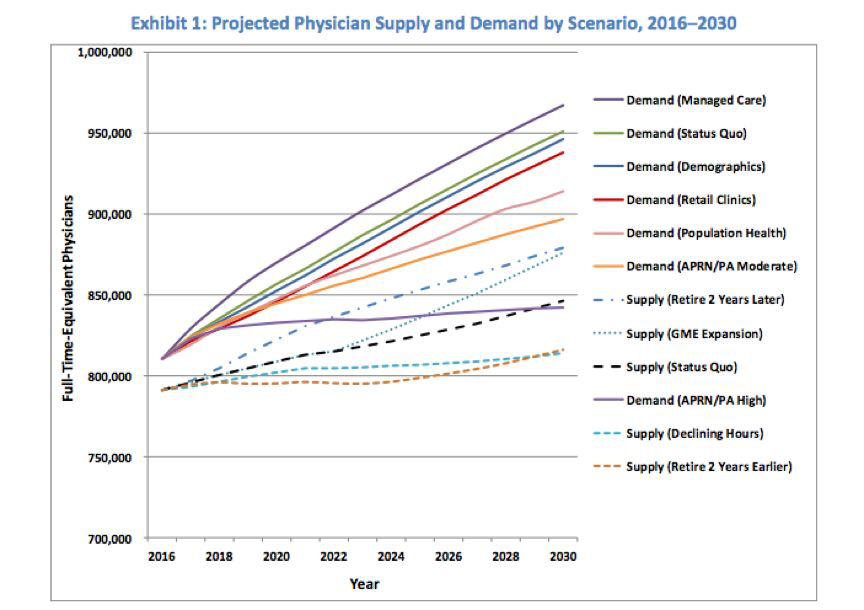 Exhibit 1: Projected Physician Supply and Demand by Scenario, 2016–2030
1,000,000
950,000
900,000
850,000
800,000
750,000
700,000
Full-Time-Equivalent Physicians
2016 2018 2020 2022 2024 2026 2028 2030
Year
Demand (Managed Care)
Demand (Status Quo)
Demand (Demographics)
Demand (Retail Clinics)
Demand (Population Health)
Demand (APRN/PA Moderate)
Supply (Retire 2 Years Later)
Supply (GME Expansion)
Supply (Status Quo)
Demand (APRN/PA High)
Supply (Declining Hours)
Supply (Retire 2 Years Earlier)